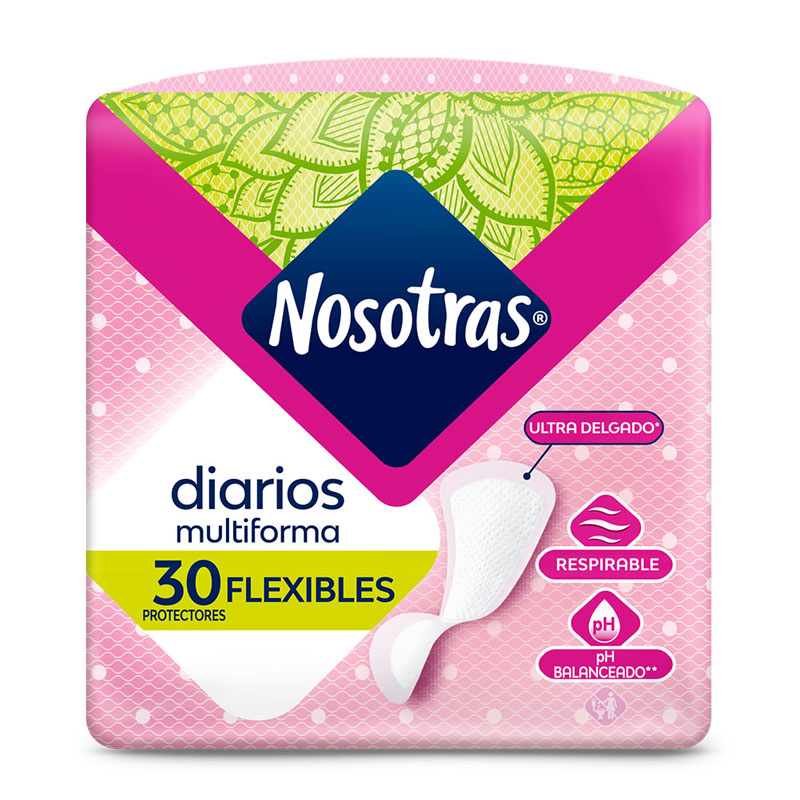 Nosotras®
ULTRA DELGADO*
diarios
multiforma
30 FLEXIBLES
PROTECTORES
RESPIRABLE
pH
pH
BALANCEADO**